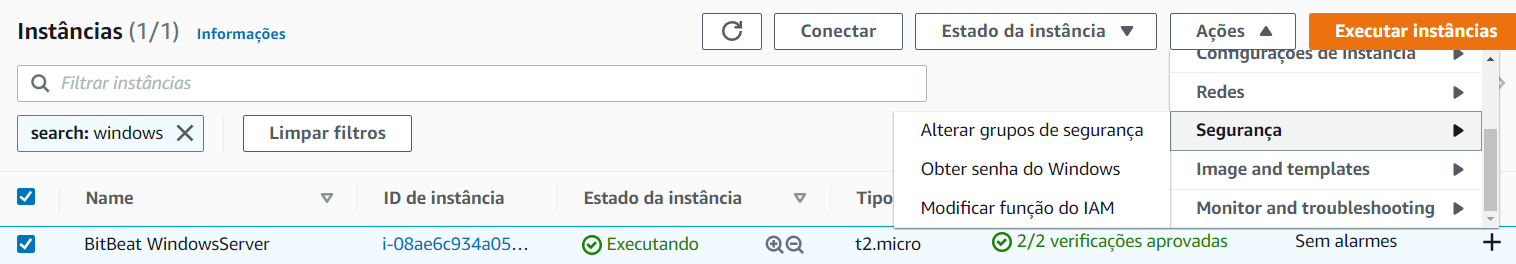 Instâncias (1/1) Informações
Conectar
Estado da instância
Ações
Executar instâncias
Filtrar instâncias
search: windows
Limpar filtros
Configurações de instância
Redes
Segurança
Image and templates
Monitor and troubleshooting
Alterar grupos de segurança
Obter senha do Windows
Modificar função do IAM
Name ID de instância Estado da instância Tipo
BitBeat WindowsServer i-08ae6c934a05... Executando t2.micro 2/2 verificações aprovadas Sem alarmes